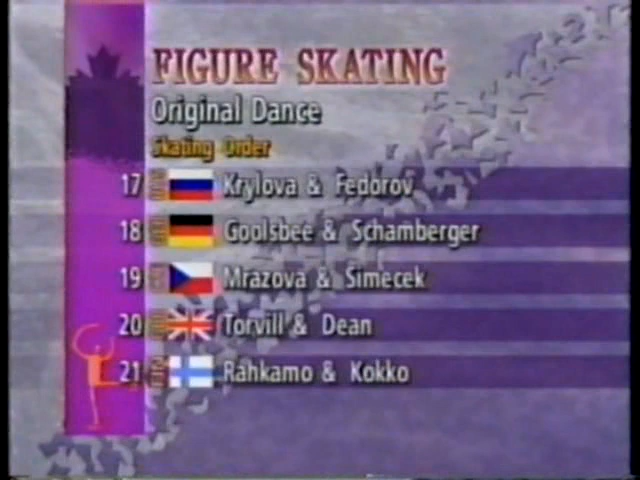 FIGURE SKATING
Original Dance
Skating Order
17 Krylova & Fedorov
18 Goolsbee & Schamberger
19 Mrazova & Simecek
20 Torvill & Dean
21 Rahkamo & Kokko